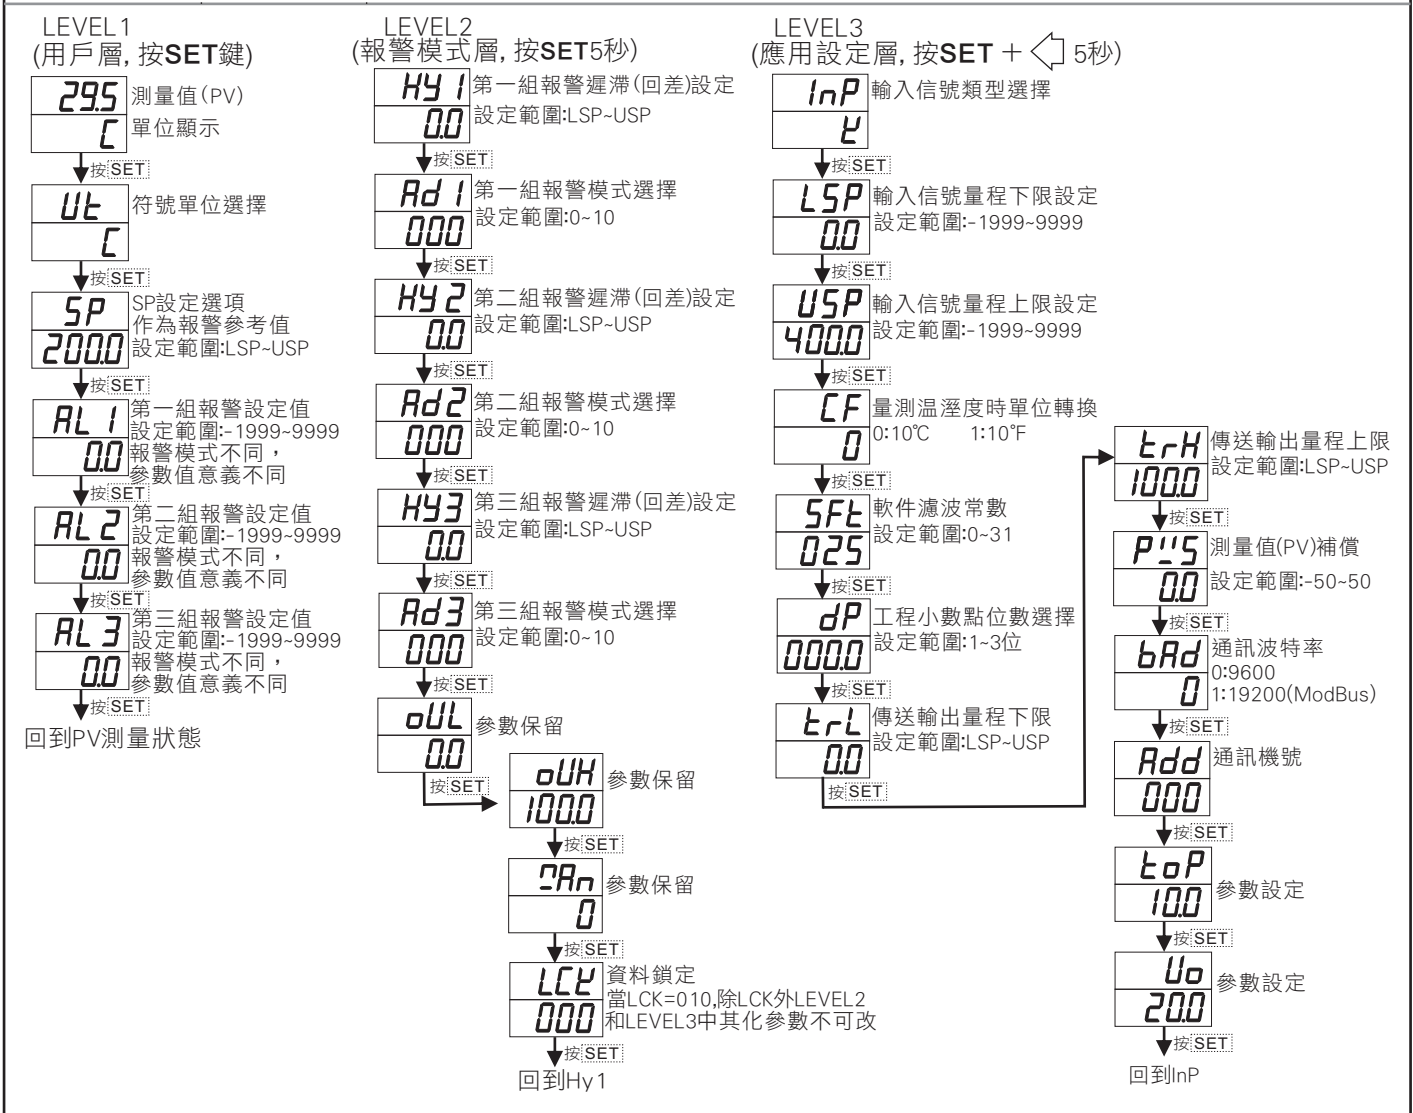 LEVEL1
(用戶層, 按SET鍵)
29.5
測量值(PV)
C
單位顯示
按SET
Ut
符號單位選擇
C
按SET
SP
SP設定選項
作為報警參考值
200.0
設定範圍:LSP~USP
按SET
AL 1
第一組報警設定值
設定範圍:-1999~9999
0.0
報警模式不同，
參數值意義不同
按SET
AL 2
第二組報警設定值
設定範圍:-1999~9999
0.0
報警模式不同，
參數值意義不同
按SET
AL 3
第三組報警設定值
設定範圍:-1999~9999
0.0
報警模式不同，
參數值意義不同
按SET
回到PV測量狀態
LEVEL2
(報警模式層, 按SET5秒)
HY 1
第一組報警遲滯(回差)設定
0.0
設定範圍:LSP~USP
按SET
Ad 1
第一組報警模式選擇
000
設定範圍:0~10
按SET
HY 2
第二組報警遲滯(回差)設定
0.0
設定範圍:LSP~USP
按SET
Ad 2
第二組報警模式選擇
000
設定範圍:0~10
按SET
HY3
第三組報警遲滯(回差)設定
0.0
設定範圍:LSP~USP
按SET
Ad 3
第三組報警模式選擇
000
設定範圍:0~10
按SET
oUL
參數保留
0.0
按SET
oUH
參數保留
100.0
按SET
An
參數保留
0
按SET
LCK
資料鎖定
000
當LCK=010,除LCK外LEVEL2
和LEVEL3中其化參數不可改
按SET
回到Hy1
LEVEL3
(應用設定層, 按SET + 5秒)
InP
輸入信號類型選擇
K
按SET
LSP
輸入信號量程下限設定
0.0
設定範圍:-1999~9999
按SET
USP
輸入信號量程上限設定
400.0
設定範圍:-1999~9999
按SET
CF
量測温溼度時單位轉換
0
0:10℃ 1:10℉
按SET
SFt
軟件濾波常數
025
設定範圍:0~31
按SET
dP
工程小數點位數選擇
000.0
設定範圍:1~3位
按SET
trL
傳送輸出量程下限
0.0
設定範圍:LSP~USP
按SET
trH
傳送輸出量程上限
100.0
設定範圍:LSP~USP
按SET
P S
測量值(PV)補償
0.0
設定範圍:-50~50
按SET
bAd
通訊波特率
0:9600
0
1:19200(ModBus)
按SET
Add
通訊機號
000
按SET
toP
參數設定
10.0
按SET
Uo
參數設定
20.0
按SET
回到InP